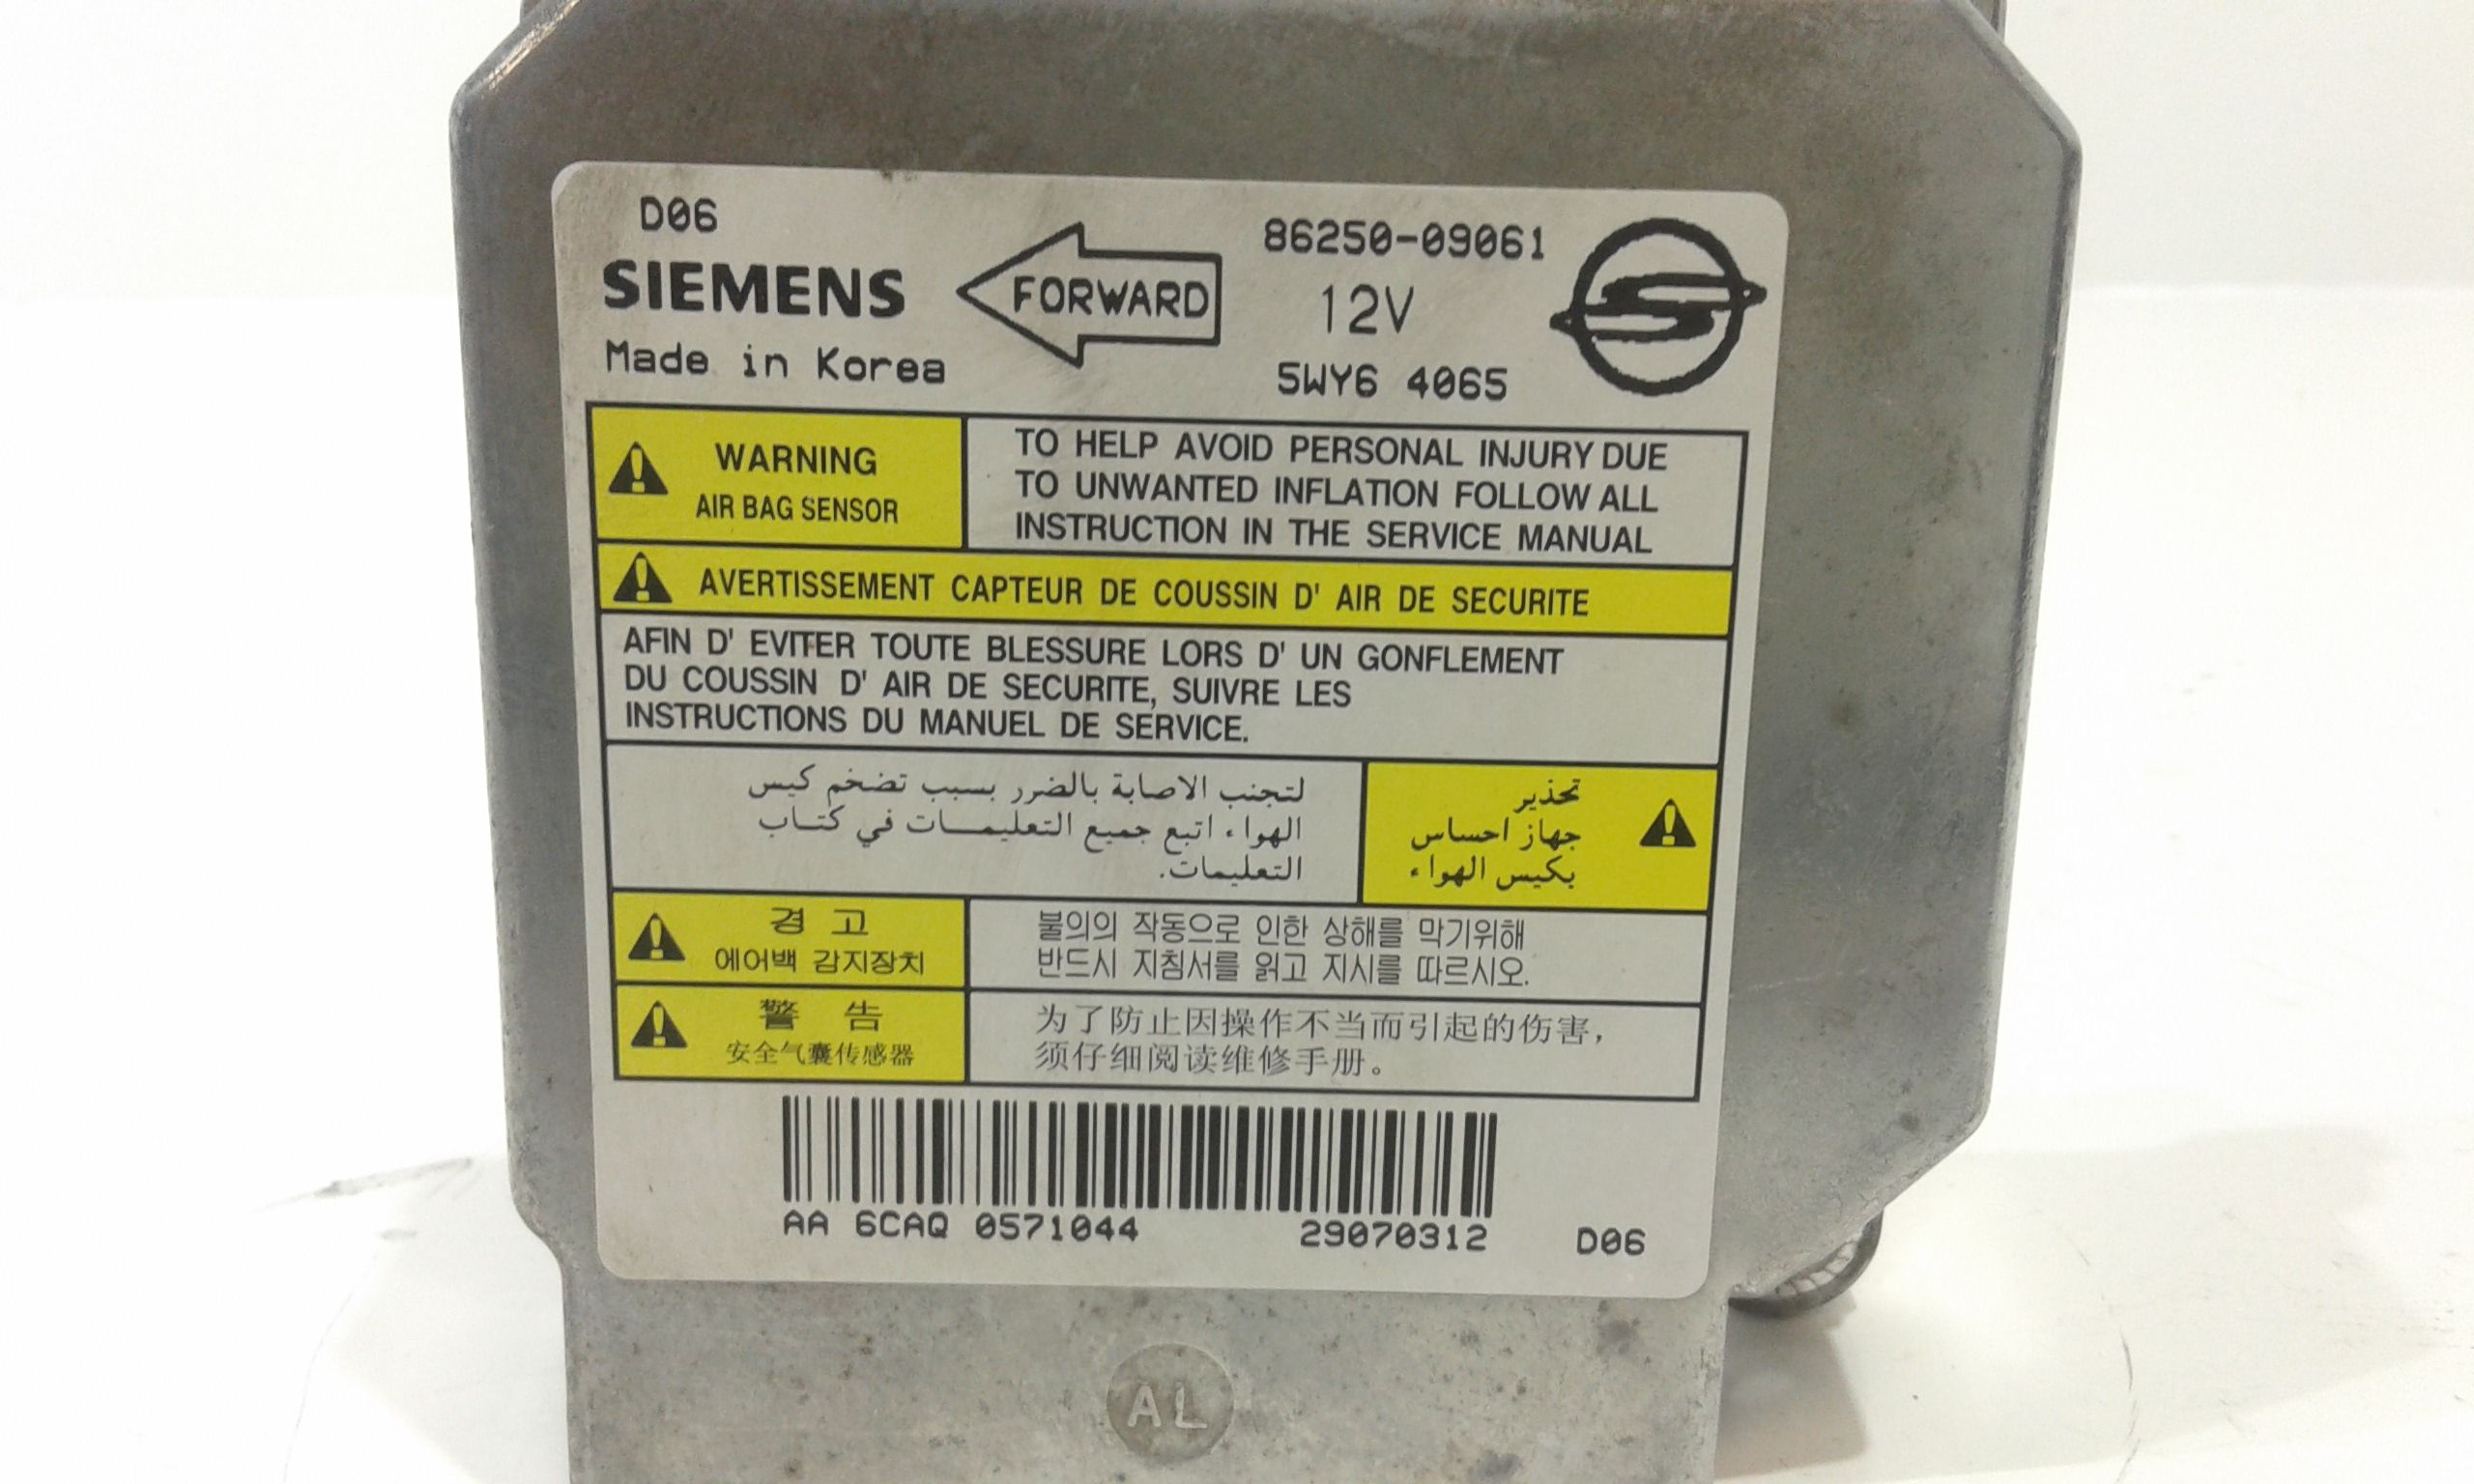 D06
SIEMENS
Made in Korea
FORWARD
86250-09061
12V
5WY6 4065
WARNING
AIR BAG SENSOR
TO HELP AVOID PERSONAL INJURY DUE
TO UNWANTED INFLATION FOLLOW ALL
INSTRUCTION IN THE SERVICE MANUAL
AVERTISSEMENT CAPTEUR DE COUSSIN D' AIR DE SECURITE
AFIN D' EVITER TOUTE BLESSURE LORS D' UN GONFLEMENT
DU COUSSIN D' AIR DE SECURITE, SUIVRE LES
INSTRUCTIONS DU MANUEL DE SERVICE.
تحذير
جهاز احساس
بكيس الهواء
لتجنب الاصابة بالضرر بسبب تضخم كيس
الهواء اتبع جميع التعليمــات في كتــاب
التعليمات.
경 고
에어백 감지장치
불의의 작동으로 인한 상해를 막기위해
반드시 지침서를 읽고 지시를 따르시오.
警 告
安全气囊传感器
为了防止因操作不当而引起的伤害，
须仔细阅读维修手册。
AA 6CAQ 0571044 29070312 D06
AL